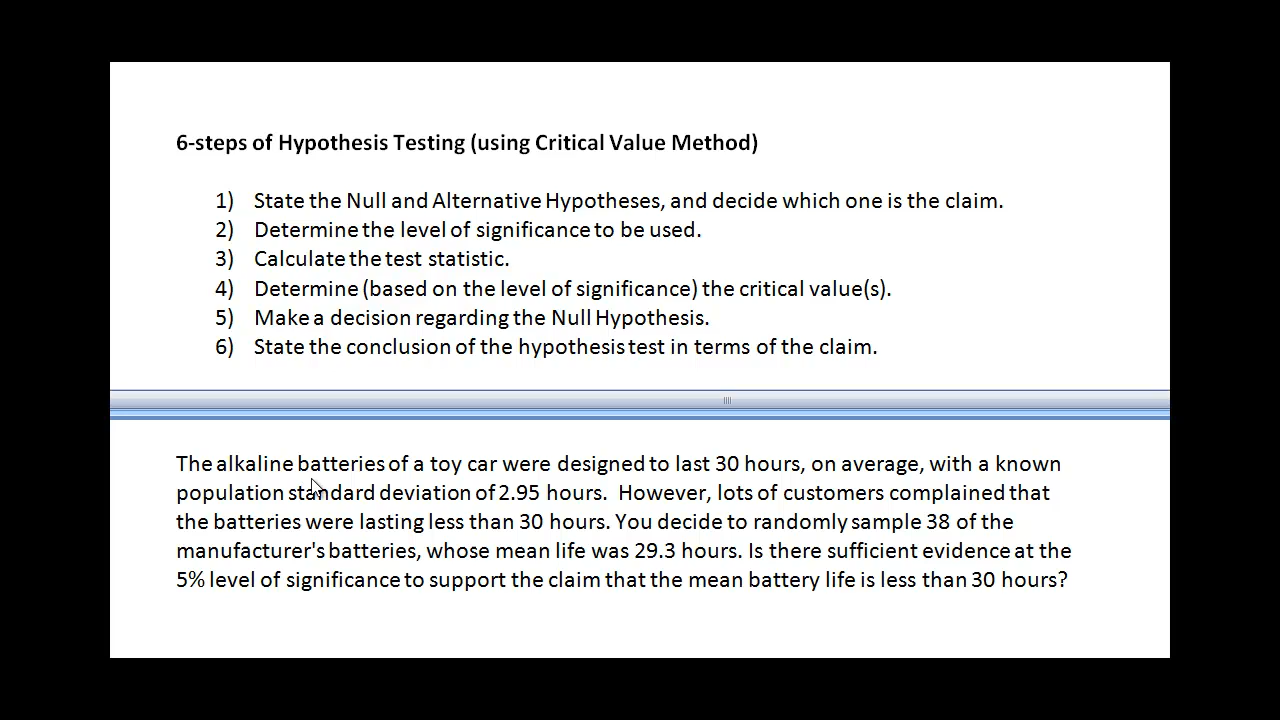 6-steps of Hypothesis Testing (using Critical Value Method)
1) State the Null and Alternative Hypotheses, and decide which one is the claim.
2) Determine the level of significance to be used.
3) Calculate the test statistic.
4) Determine (based on the level of significance) the critical value(s).
5) Make a decision regarding the Null Hypothesis.
6) State the conclusion of the hypothesis test in terms of the claim.
The alkaline batteries of a toy car were designed to last 30 hours, on average, with a known
population standard deviation of 2.95 hours. However, lots of customers complained that
the batteries were lasting less than 30 hours. You decide to randomly sample 38 of the
manufacturer's batteries, whose mean life was 29.3 hours. Is there sufficient evidence at the
5% level of significance to support the claim that the mean battery life is less than 30 hours?